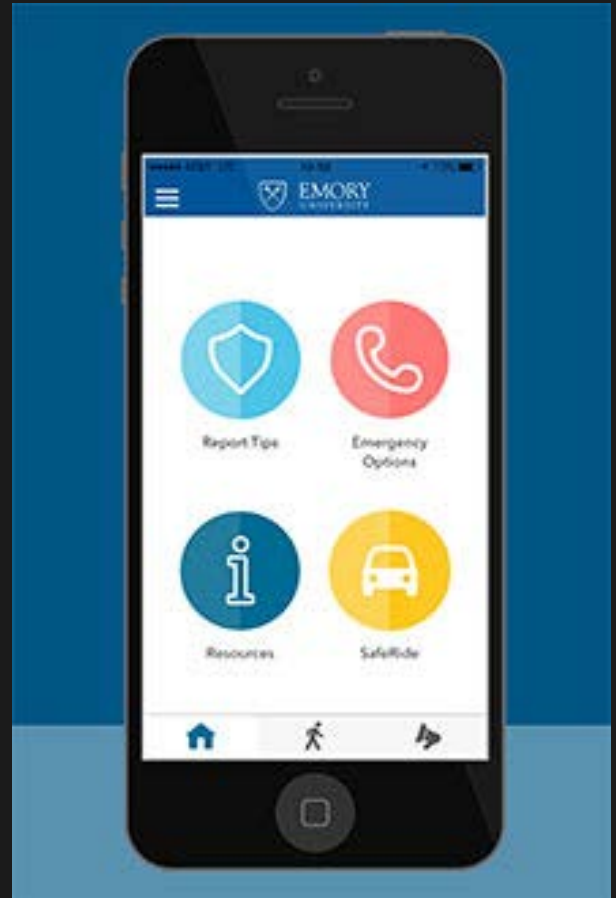 EMORY
UNIVERSITY
Report Tips
Emergency
Options
Resources
SafeRide